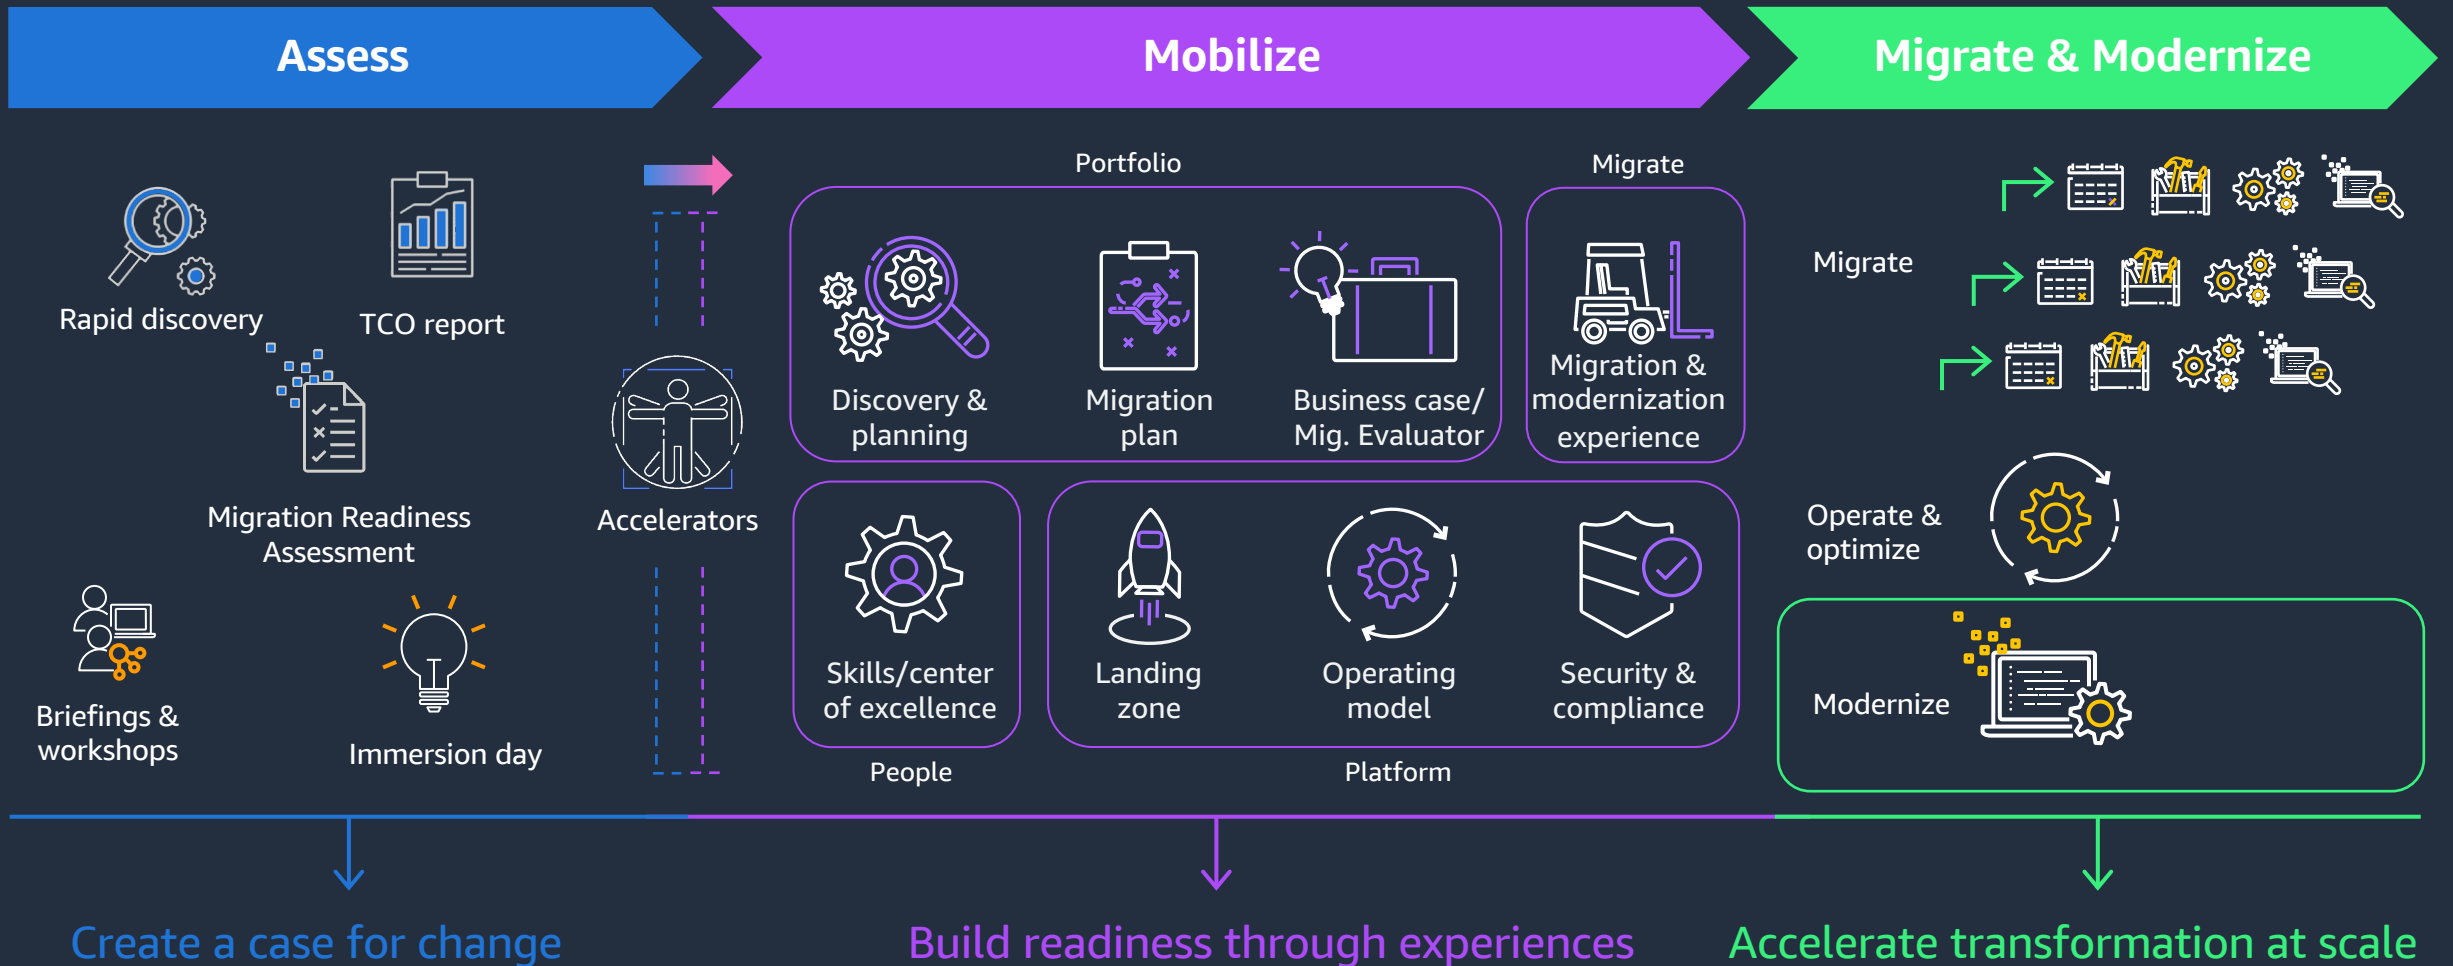 Assess
Mobilize
Migrate & Modernize
Rapid discovery
TCO report
Migration Readiness
Assessment
Briefings &
workshops
Immersion day
Accelerators
Portfolio
Discovery &
planning
Migration
plan
Business case/
Mig. Evaluator
Migrate
Migration &
modernization
experience
Skills/center
of excellence
People
Landing
zone
Operating
model
Security &
compliance
Platform
Migrate
Operate &
optimize
Modernize
Create a case for change
Build readiness through experiences
Accelerate transformation at scale